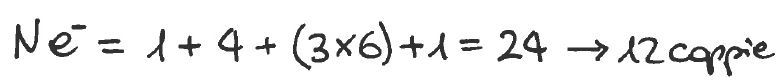 Ne⁻ = 1 + 4 + (3×6) + 1 = 24 → 12 coppie